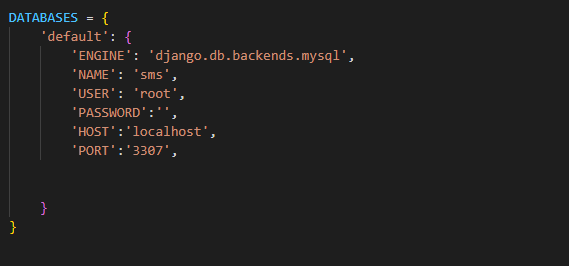 DATABASES = {
    'default': {
        'ENGINE': 'django.db.backends.mysql',
        'NAME': 'sms',
        'USER': 'root',
        'PASSWORD':'',
        'HOST':'localhost',
        'PORT':'3307',
    }
}